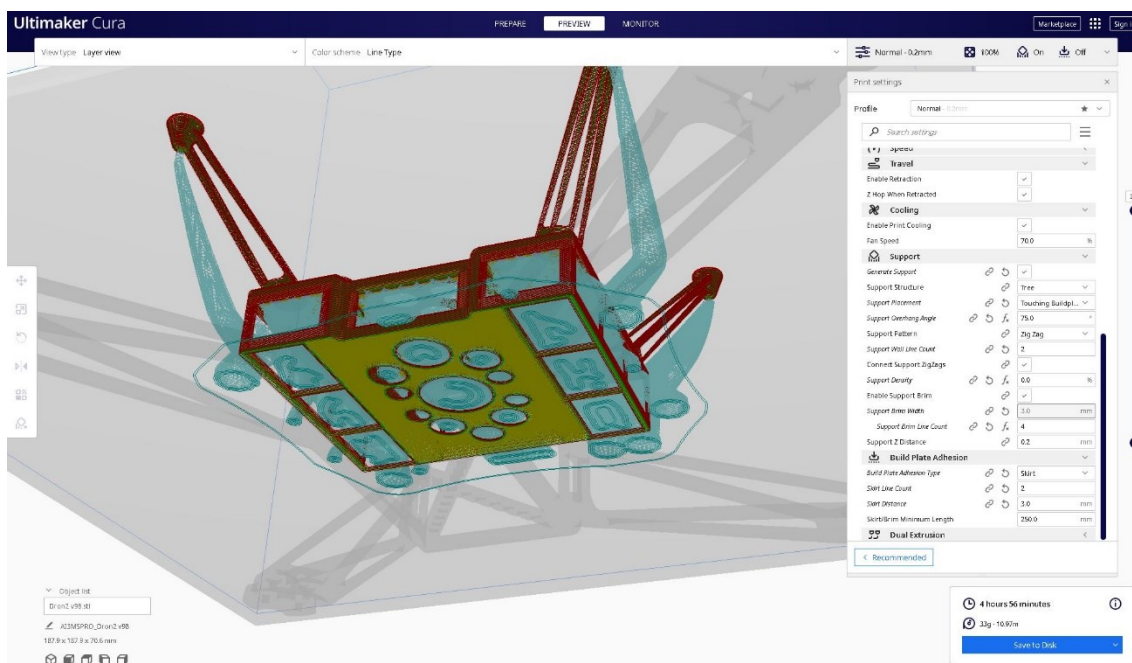 Ultimaker Cura
PREPARE PREVIEW MONITOR
Marketplace
View type Layer view
Color scheme Line Type
Normal - 0.2mm 100% On Off
Print settings
Profile Normal - 0.2mm
Search settings
Speed
Travel
Enable Retraction
Z Hop When Retracted
Cooling
Enable Print Cooling
Fan Speed 70.0 %
Support
Generate Support
Support Structure Tree
Support Placement Touching Buildpl...
Support Overhang Angle 75.0 °
Support Pattern Zig Zag
Support Wall Line Count 2
Connect Support ZigZags
Support Density 0.0 %
Enable Support Brim
Support Brim Width 3.0 mm
Support Brim Line Count 4
Support Z Distance 0.2 mm
Build Plate Adhesion
Build Plate Adhesion Type Skirt
Skirt Line Count 2
Skirt Distance 3.0 mm
Skirt/Brim Minimum Length 250.0 mm
Dual Extrusion
Recommended
Object list
Dron2 v98.stl
AI3MSPRO_Dron2 v98
187.9 x 187.9 x 70.6 mm
4 hours 56 minutes
33g · 10.97m
Save to Disk